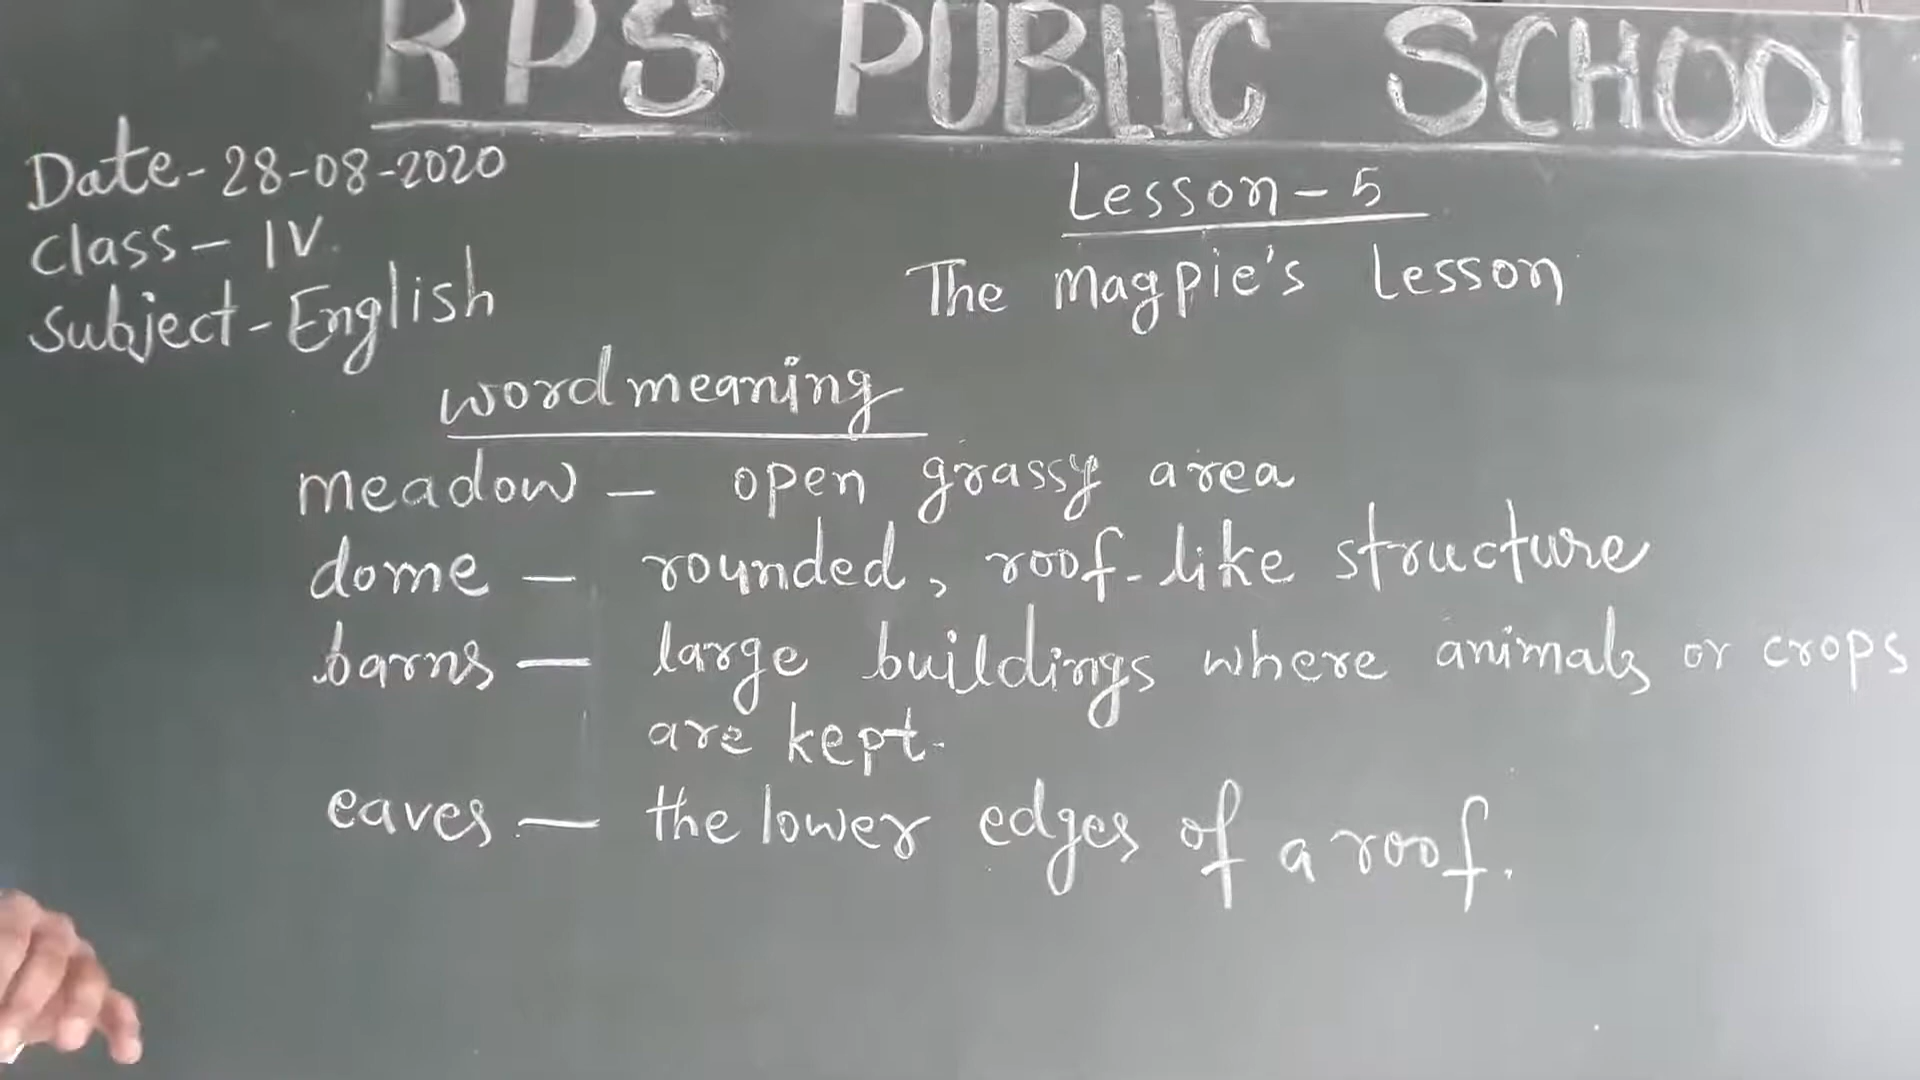 RPS PUBLIC SCHOOL
Date - 28-08-2020
Class - IV
Subject - English
Lesson - 5
The Magpie's Lesson
word meaning
meadow - open grassy area
dome - rounded, roof-like structure
barns - large buildings where animals or crops
are kept.
eaves - the lower edges of a roof.